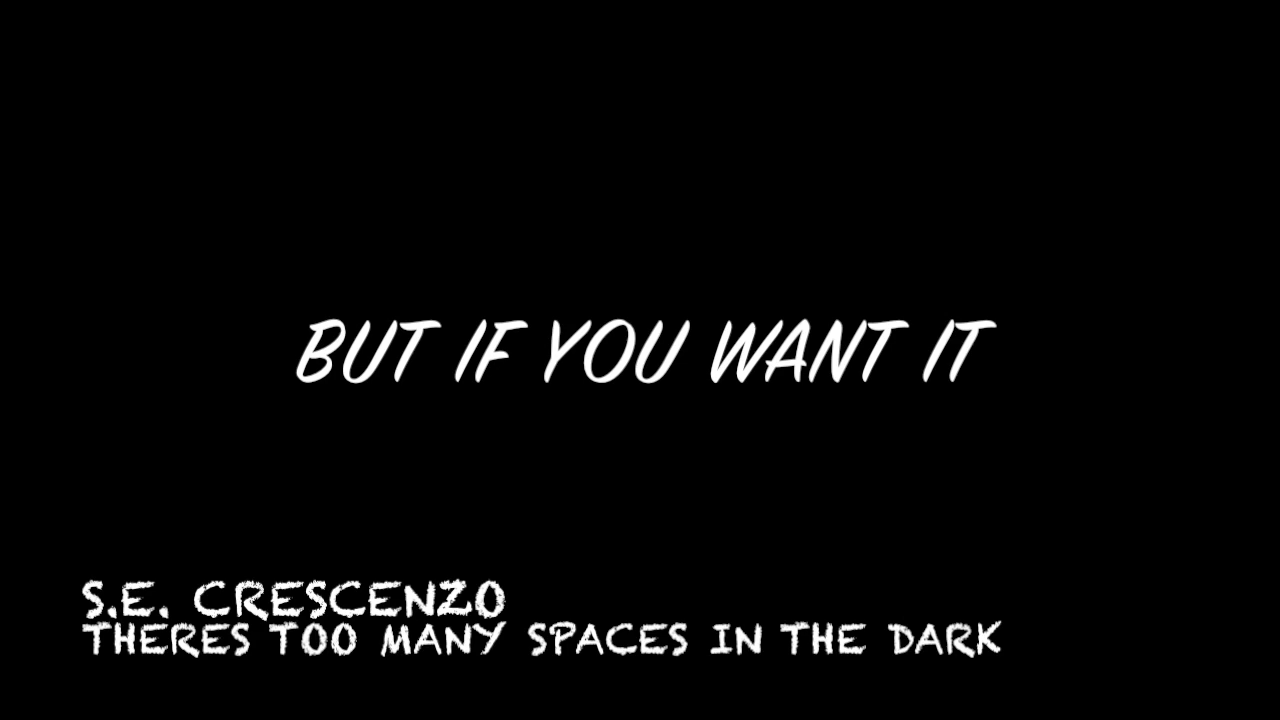 BUT IF YOU WANT IT
S.E. CRESCENZO
THERES TOO MANY SPACES IN THE DARK